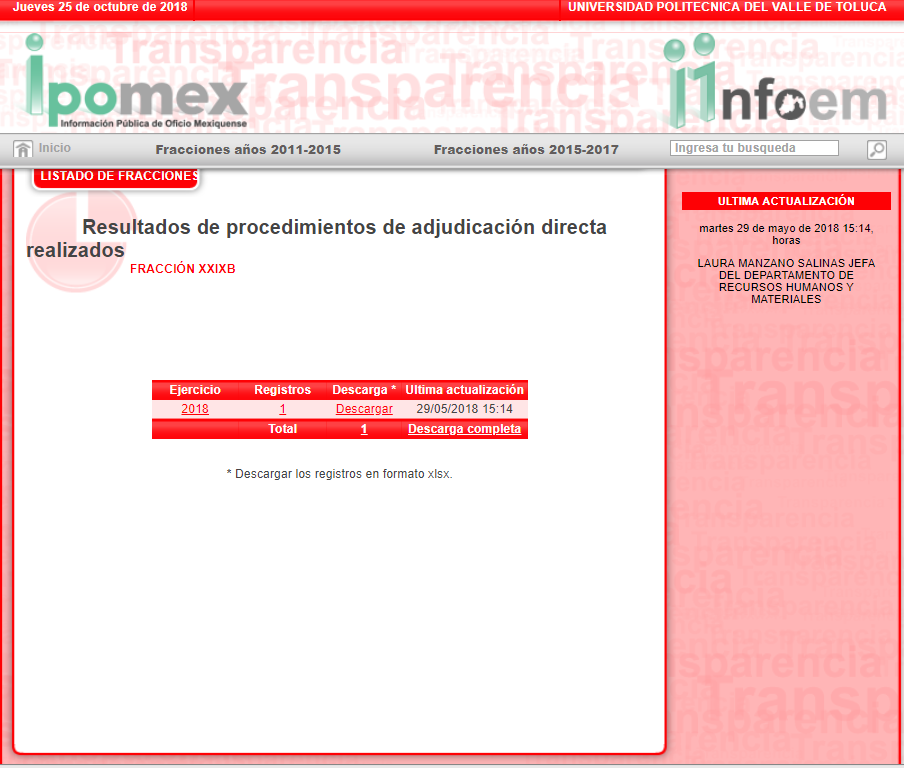 Jueves 25 de octubre de 2018
UNIVERSIDAD POLITECNICA DEL VALLE DE TOLUCA
Transparencia
ipomex
Información Pública de Oficio Mexiquense
infoem
Inicio
Fracciones años 2011-2015
Fracciones años 2015-2017
Ingresa tu busqueda
LISTADO DE FRACCIONES
Resultados de procedimientos de adjudicación directa
realizados
FRACCIÓN XXIXB
Ejercicio Registros Descarga * Ultima actualización
2018 1 Descargar 29/05/2018 15:14
Total 1 Descarga completa
* Descargar los registros en formato xlsx.
ULTIMA ACTUALIZACIÓN
martes 29 de mayo de 2018 15:14,
horas
LAURA MANZANO SALINAS JEFA
DEL DEPARTAMENTO DE
RECURSOS HUMANOS Y
MATERIALES